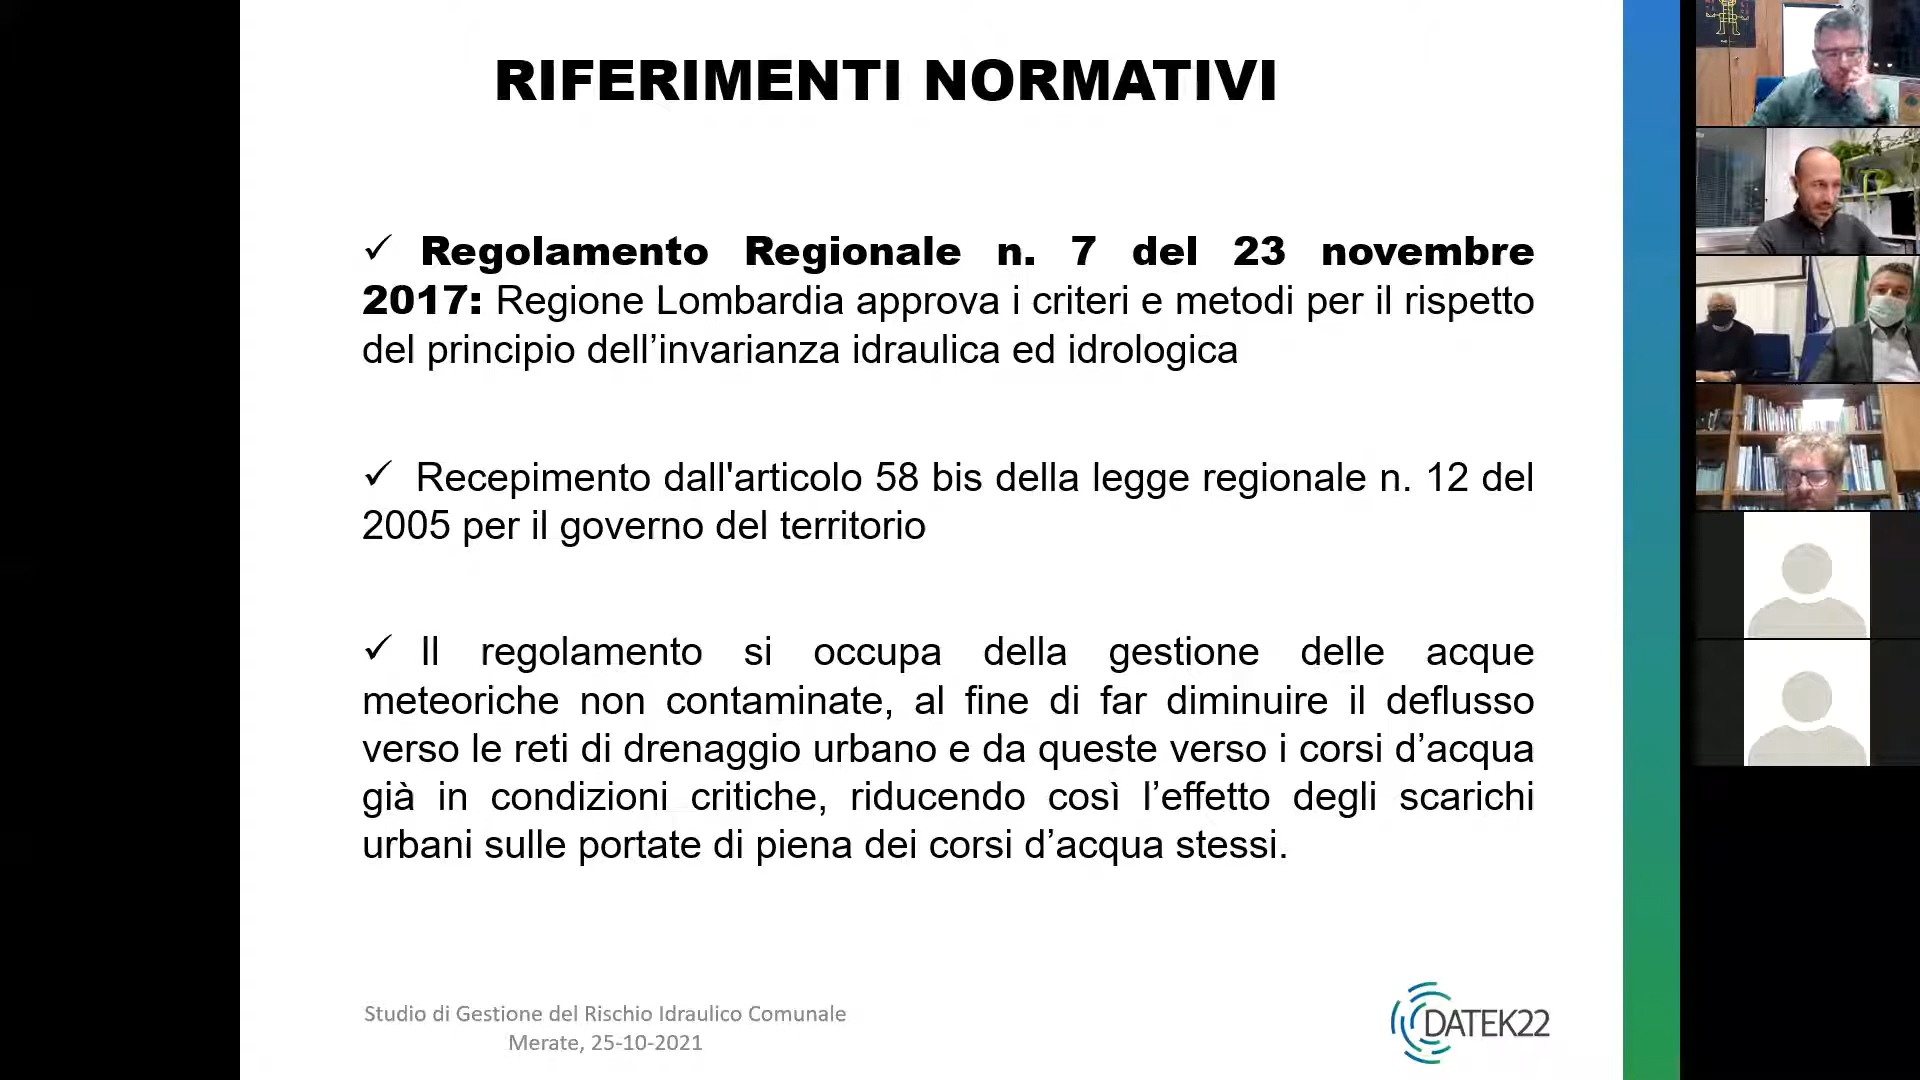 RIFERIMENTI NORMATIVI
✓ Regolamento Regionale n. 7 del 23 novembre
2017: Regione Lombardia approva i criteri e metodi per il rispetto
del principio dell’invarianza idraulica ed idrologica
✓ Recepimento dall'articolo 58 bis della legge regionale n. 12 del
2005 per il governo del territorio
✓ Il regolamento si occupa della gestione delle acque
meteoriche non contaminate, al fine di far diminuire il deflusso
verso le reti di drenaggio urbano e da queste verso i corsi d’acqua
già in condizioni critiche, riducendo così l’effetto degli scarichi
urbani sulle portate di piena dei corsi d’acqua stessi.
Studio di Gestione del Rischio Idraulico Comunale
Merate, 25-10-2021
DATEK22